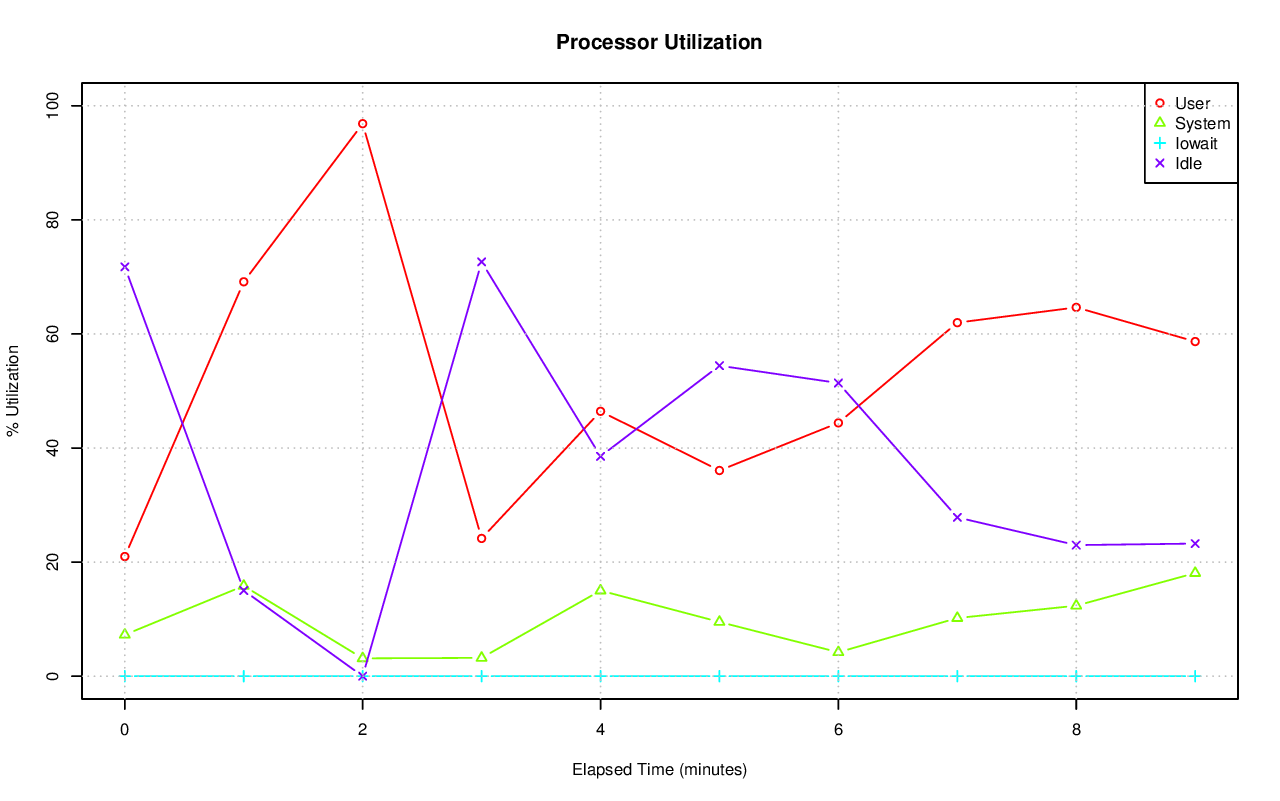 Processor Utilization
User
System
Iowait
Idle
% Utilization
100
80
60
40
20
0
0 2 4 6 8
Elapsed Time (minutes)